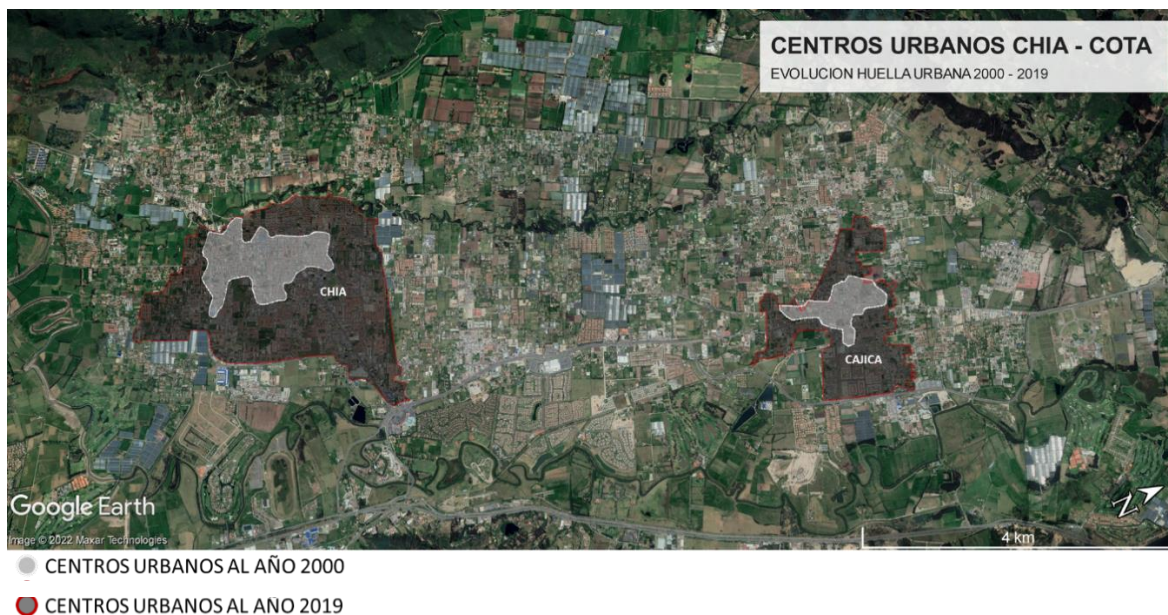 CENTROS URBANOS CHIA - COTA
EVOLUCION HUELLA URBANA 2000 - 2019
CHIA
CAJICA
Google Earth
Image © 2022 Maxar Technologies
N
4 km
CENTROS URBANOS AL AÑO 2000
CENTROS URBANOS AL AÑO 2019